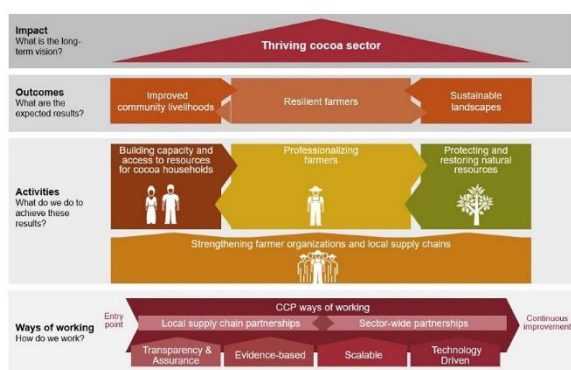 Impact
What is the long-
term vision?
Thriving cocoa sector
Outcomes
What are the
expected results?
Improved
community livelihoods
Resilient farmers
Sustainable
landscapes
Activities
What do we do to
achieve these
results?
Building capacity and
access to resources
for cocoa households
Professionalizing
farmers
Protecting and
restoring natural
resources
Strengthening farmer organizations and local supply chains
Ways of working
How do we work?
Entry
point
CCP ways of working
Local supply chain partnerships
Sector-wide partnerships
Continuous
improvement
Transparency &
Assurance
Evidence-based
Scalable
Technology
Driven